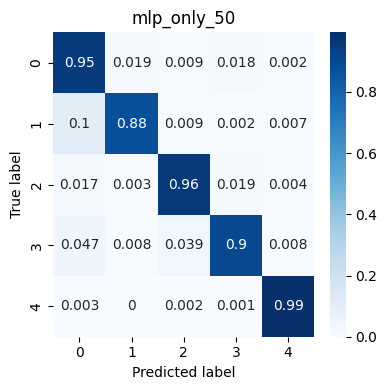 mlp_only_50
0 0.95 0.019 0.009 0.018 0.002
1 0.1 0.88 0.009 0.002 0.007
2 0.017 0.003 0.96 0.019 0.004
3 0.047 0.008 0.039 0.9 0.008
4 0.003 0 0.002 0.001 0.99
0 1 2 3 4
True label
Predicted label
0.8
0.6
0.4
0.2
0.0